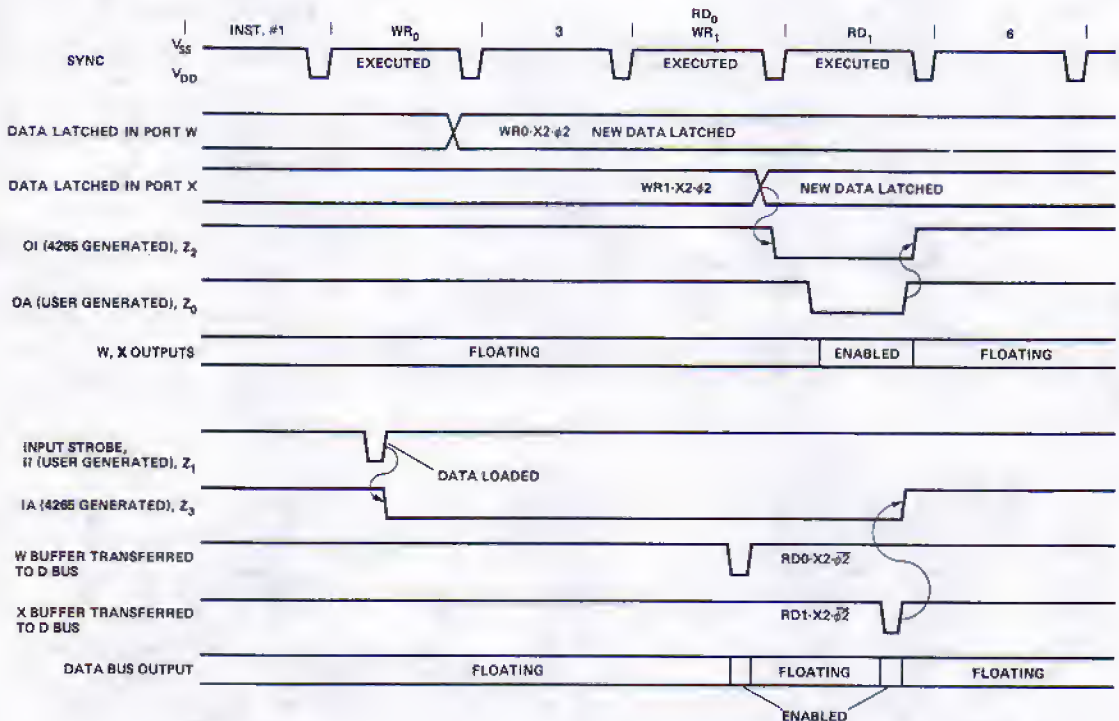 INST. #1
WR0
3
RD0
WR1
RD1
6
SYNC
VSS
VDD
EXECUTED
EXECUTED
EXECUTED
DATA LATCHED IN PORT W
WR0·X2·ϕ2 NEW DATA LATCHED
DATA LATCHED IN PORT X
WR1·X2·ϕ2
NEW DATA LATCHED
OI (4265 GENERATED), Z2
OA (USER GENERATED), Z0
W, X OUTPUTS
FLOATING
ENABLED
FLOATING
INPUT STROBE,
II (USER GENERATED), Z1
DATA LOADED
IA (4265 GENERATED), Z3
W BUFFER TRANSFERRED
TO D BUS
RD0·X2·ϕ2
X BUFFER TRANSFERRED
TO D BUS
RD1·X2·ϕ2
DATA BUS OUTPUT
FLOATING
FLOATING
FLOATING
ENABLED